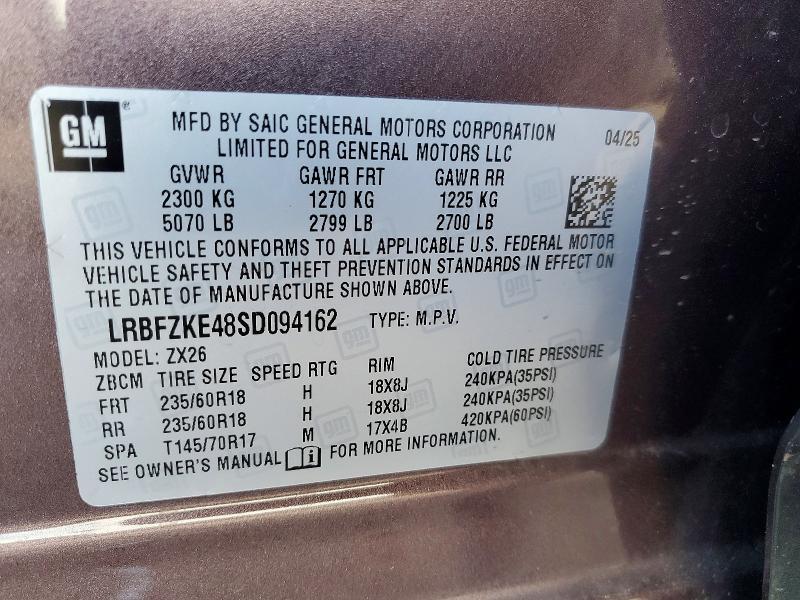 GM ® MFD BY SAIC GENERAL MOTORS CORPORATION 04/25
LIMITED FOR GENERAL MOTORS LLC
GVWR GAWR FRT GAWR RR
2300 KG 1270 KG 1225 KG
5070 LB 2799 LB 2700 LB
THIS VEHICLE CONFORMS TO ALL APPLICABLE U.S. FEDERAL MOTOR
VEHICLE SAFETY AND THEFT PREVENTION STANDARDS IN EFFECT ON
THE DATE OF MANUFACTURE SHOWN ABOVE.
LRBFZKE48SD094162 TYPE: M.P.V.
MODEL: ZX26
ZBCM TIRE SIZE SPEED RTG RIM COLD TIRE PRESSURE
FRT 235/60R18 H 18X8J 240KPA(35PSI)
RR 235/60R18 H 18X8J 240KPA(35PSI)
SPA T145/70R17 M 17X4B 420KPA(60PSI)
SEE OWNER'S MANUAL FOR MORE INFORMATION.